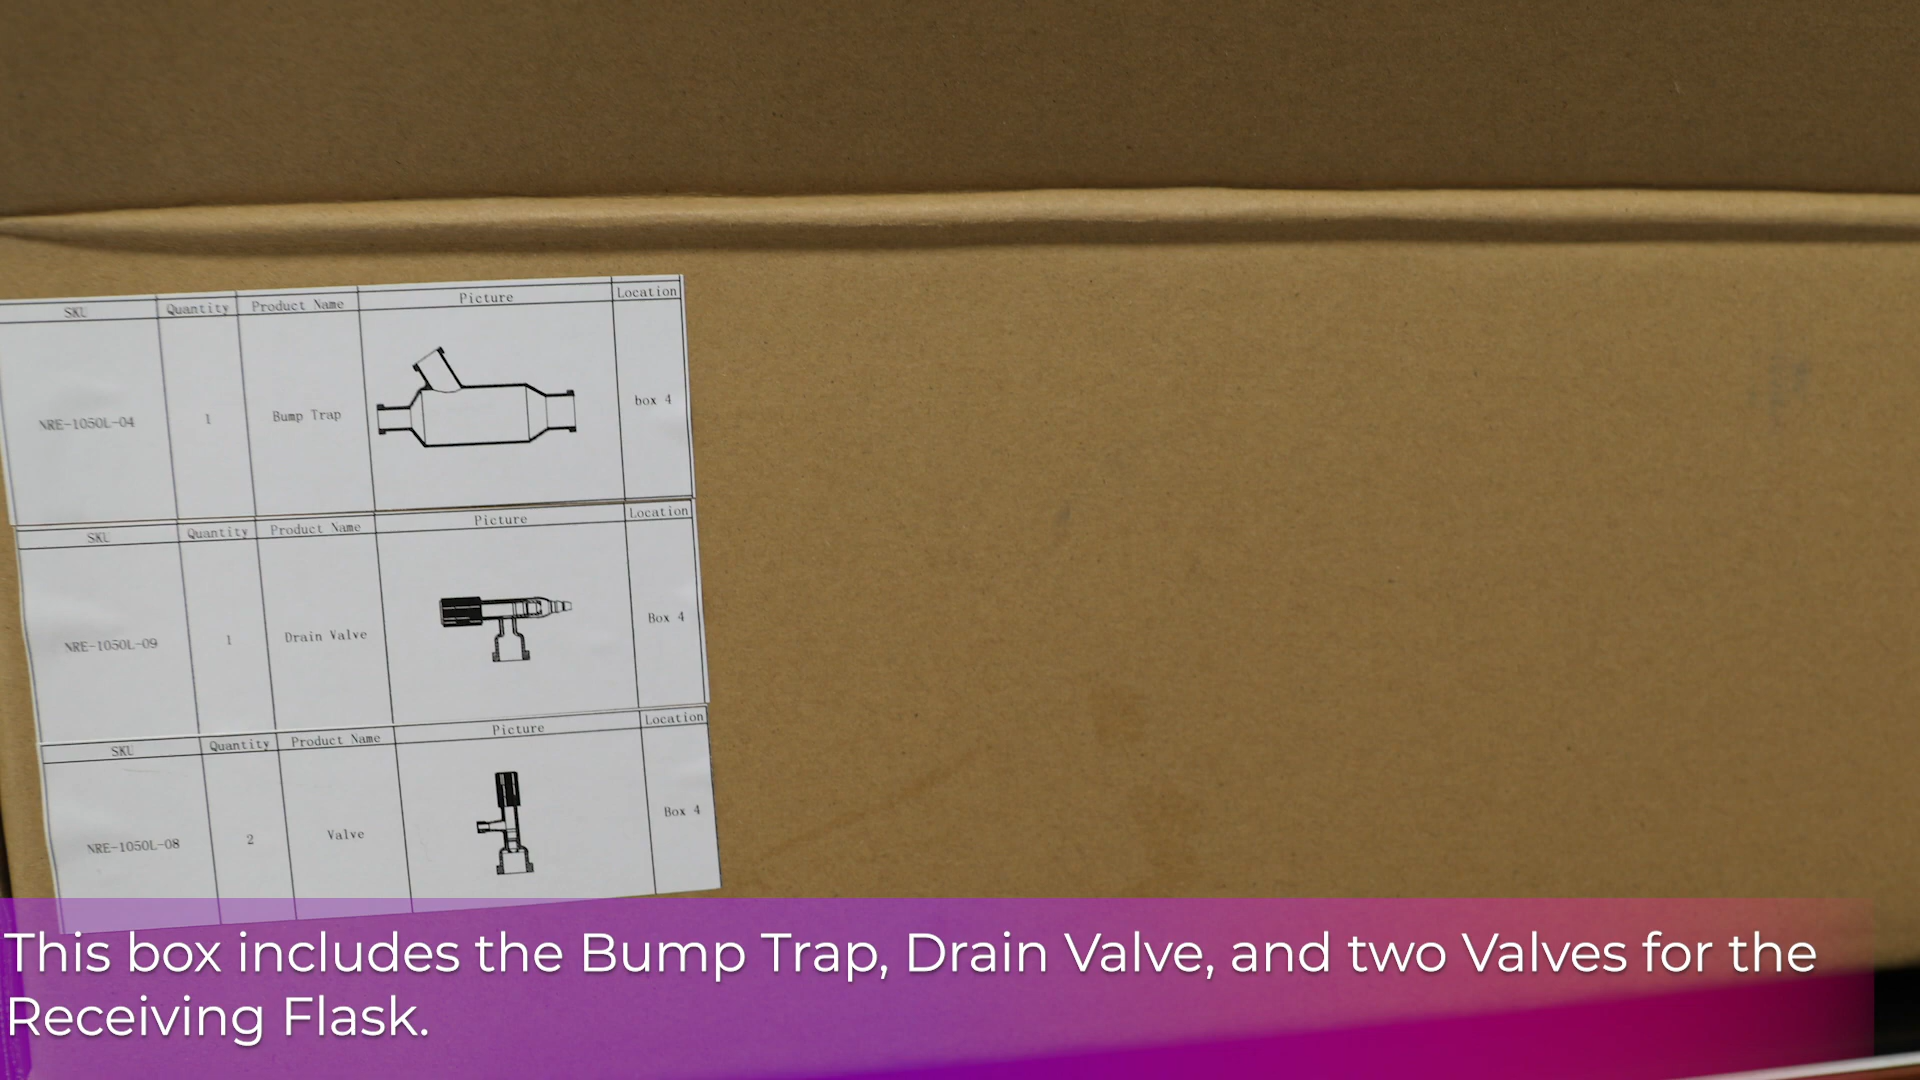 SKU Quantity Product Name Picture Location
NRE-1050L-04 1 Bump Trap box 4
SKU Quantity Product Name Picture Location
NRE-1050L-09 1 Drain Valve Box 4
SKU Quantity Product Name Picture Location
NRE-1050L-08 2 Valve Box 4
This box includes the Bump Trap, Drain Valve, and two Valves for the
Receiving Flask.